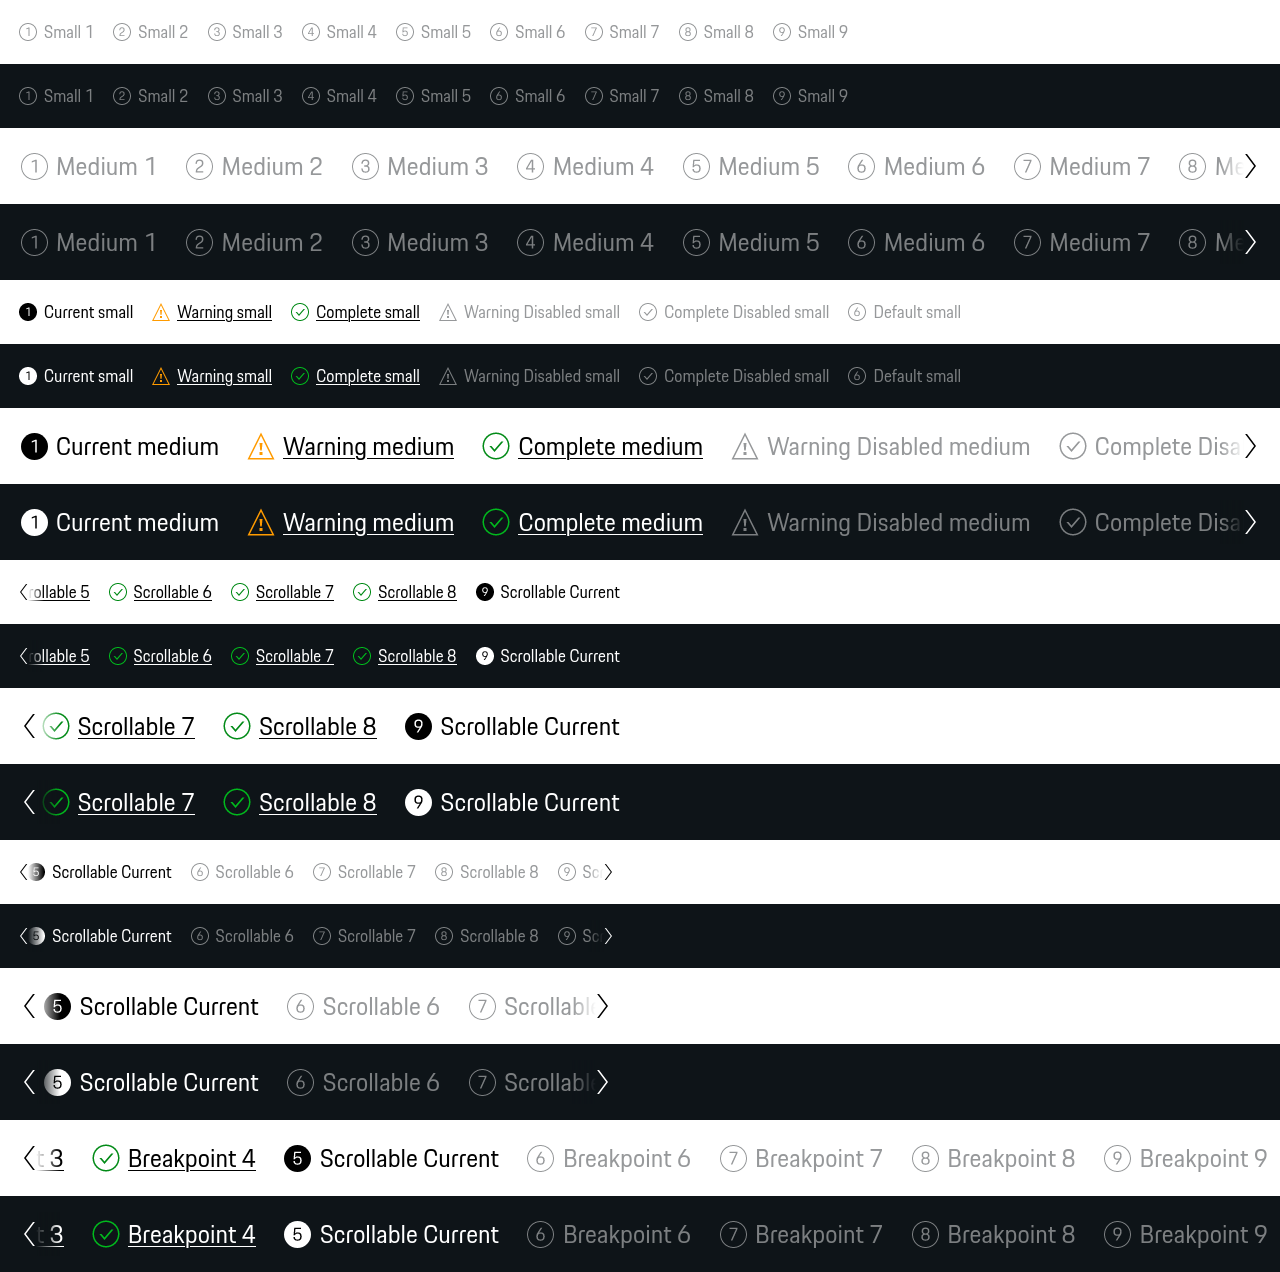 1 Small 1 2 Small 2 3 Small 3 4 Small 4 5 Small 5 6 Small 6 7 Small 7 8 Small 8 9 Small 9
1 Small 1 2 Small 2 3 Small 3 4 Small 4 5 Small 5 6 Small 6 7 Small 7 8 Small 8 9 Small 9
1 Medium 1 2 Medium 2 3 Medium 3 4 Medium 4 5 Medium 5 6 Medium 6 7 Medium 7 8 Me
1 Medium 1 2 Medium 2 3 Medium 3 4 Medium 4 5 Medium 5 6 Medium 6 7 Medium 7 8 Me
1 Current small Warning small Complete small Warning Disabled small Complete Disabled small 6 Default small
1 Current small Warning small Complete small Warning Disabled small Complete Disabled small 6 Default small
1 Current medium Warning medium Complete medium Warning Disabled medium Complete Disa
1 Current medium Warning medium Complete medium Warning Disabled medium Complete Disa
rollable 5 Scrollable 6 Scrollable 7 Scrollable 8 9 Scrollable Current
rollable 5 Scrollable 6 Scrollable 7 Scrollable 8 9 Scrollable Current
Scrollable 7 Scrollable 8 9 Scrollable Current
Scrollable 7 Scrollable 8 9 Scrollable Current
5 Scrollable Current 6 Scrollable 6 7 Scrollable 7 8 Scrollable 8 9 Sc
5 Scrollable Current 6 Scrollable 6 7 Scrollable 7 8 Scrollable 8 9 Sc
5 Scrollable Current 6 Scrollable 6 7 Scrollabl
5 Scrollable Current 6 Scrollable 6 7 Scrollabl
t 3 Breakpoint 4 5 Scrollable Current 6 Breakpoint 6 7 Breakpoint 7 8 Breakpoint 8 9 Breakpoint 9
t 3 Breakpoint 4 5 Scrollable Current 6 Breakpoint 6 7 Breakpoint 7 8 Breakpoint 8 9 Breakpoint 9